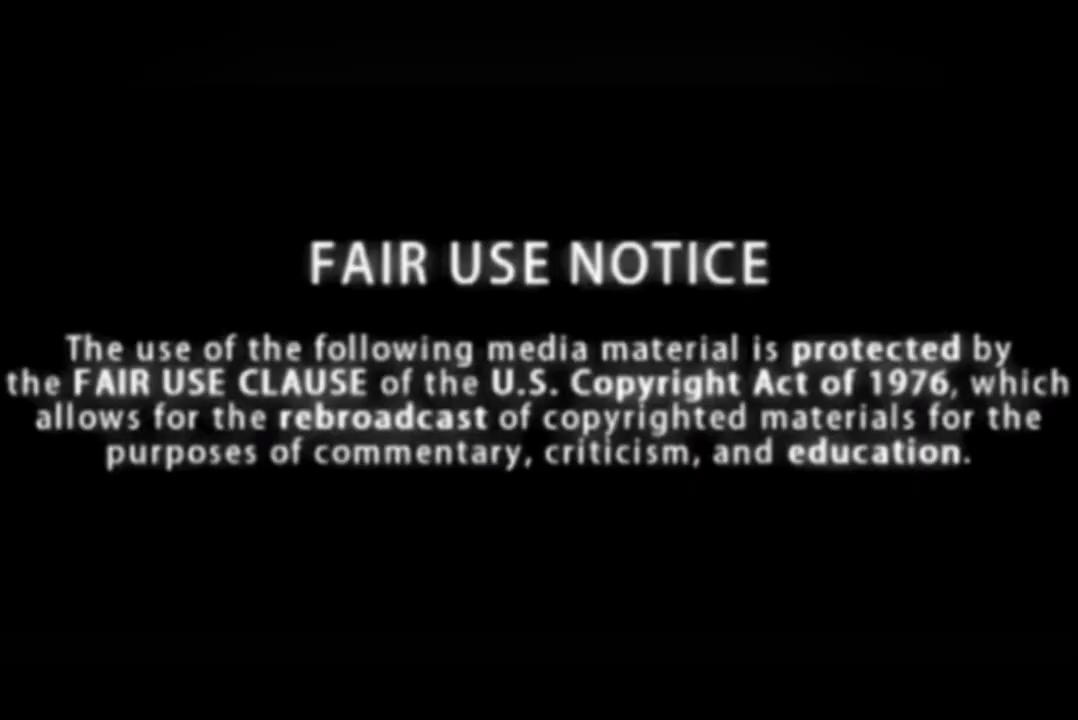 FAIR USE NOTICE
The use of the following media material is protected by
the FAIR USE CLAUSE of the U.S. Copyright Act of 1976, which
allows for the rebroadcast of copyrighted materials for the
purposes of commentary, criticism, and education.